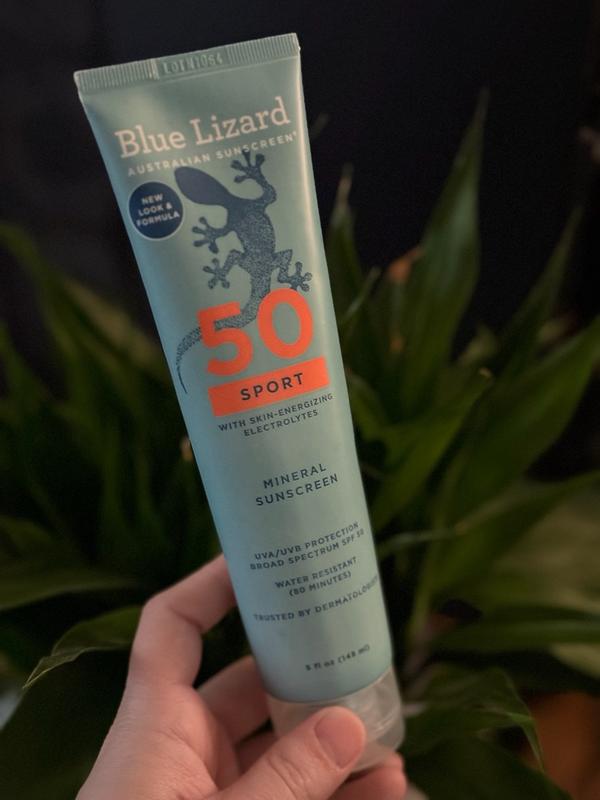 Blue Lizard
AUSTRALIAN SUNSCREEN®
NEW
LOOK &
FORMULA
50
SPORT
WITH SKIN-ENERGIZING
ELECTROLYTES
MINERAL
SUNSCREEN
UVA/UVB PROTECTION
BROAD SPECTRUM SPF 50
WATER RESISTANT
(80 MINUTES)
TRUSTED BY DERMATOLOGISTS
5 fl oz (148 ml)